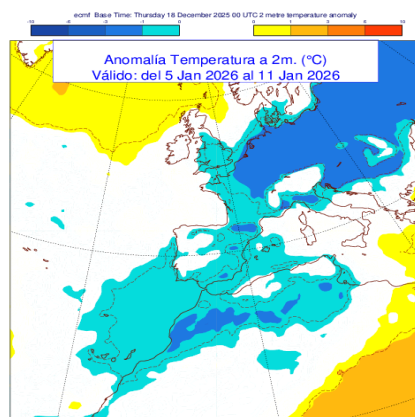 ecmf Base Time: Thursday 18 December 2025 00 UTC 2 metre temperature anomaly
Anomalía Temperatura a 2m. (°C)
Válido: del 5 Jan 2026 al 11 Jan 2026